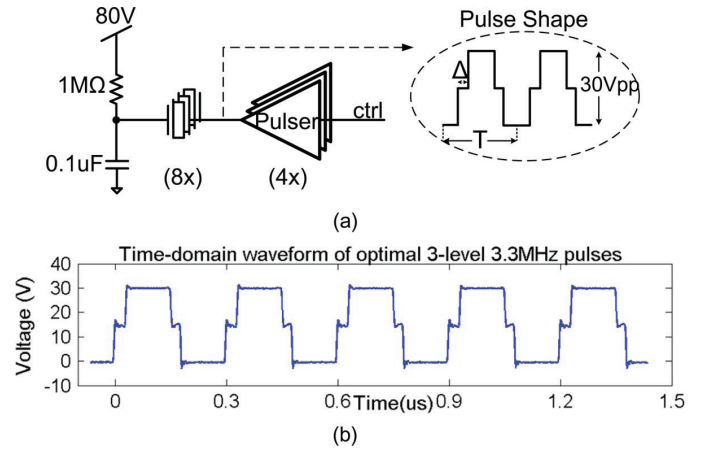 80V
Pulse Shape
1MΩ
Δ
30Vpp
Pulser
ctrl
T
0.1uF
(8x)
(4x)
(a)
Time-domain waveform of optimal 3-level 3.3MHz pulses
Voltage (V)
40
30
20
10
0
-10
0
0.3
0.6
0.9
1.2
1.5
Time(us)
(b)